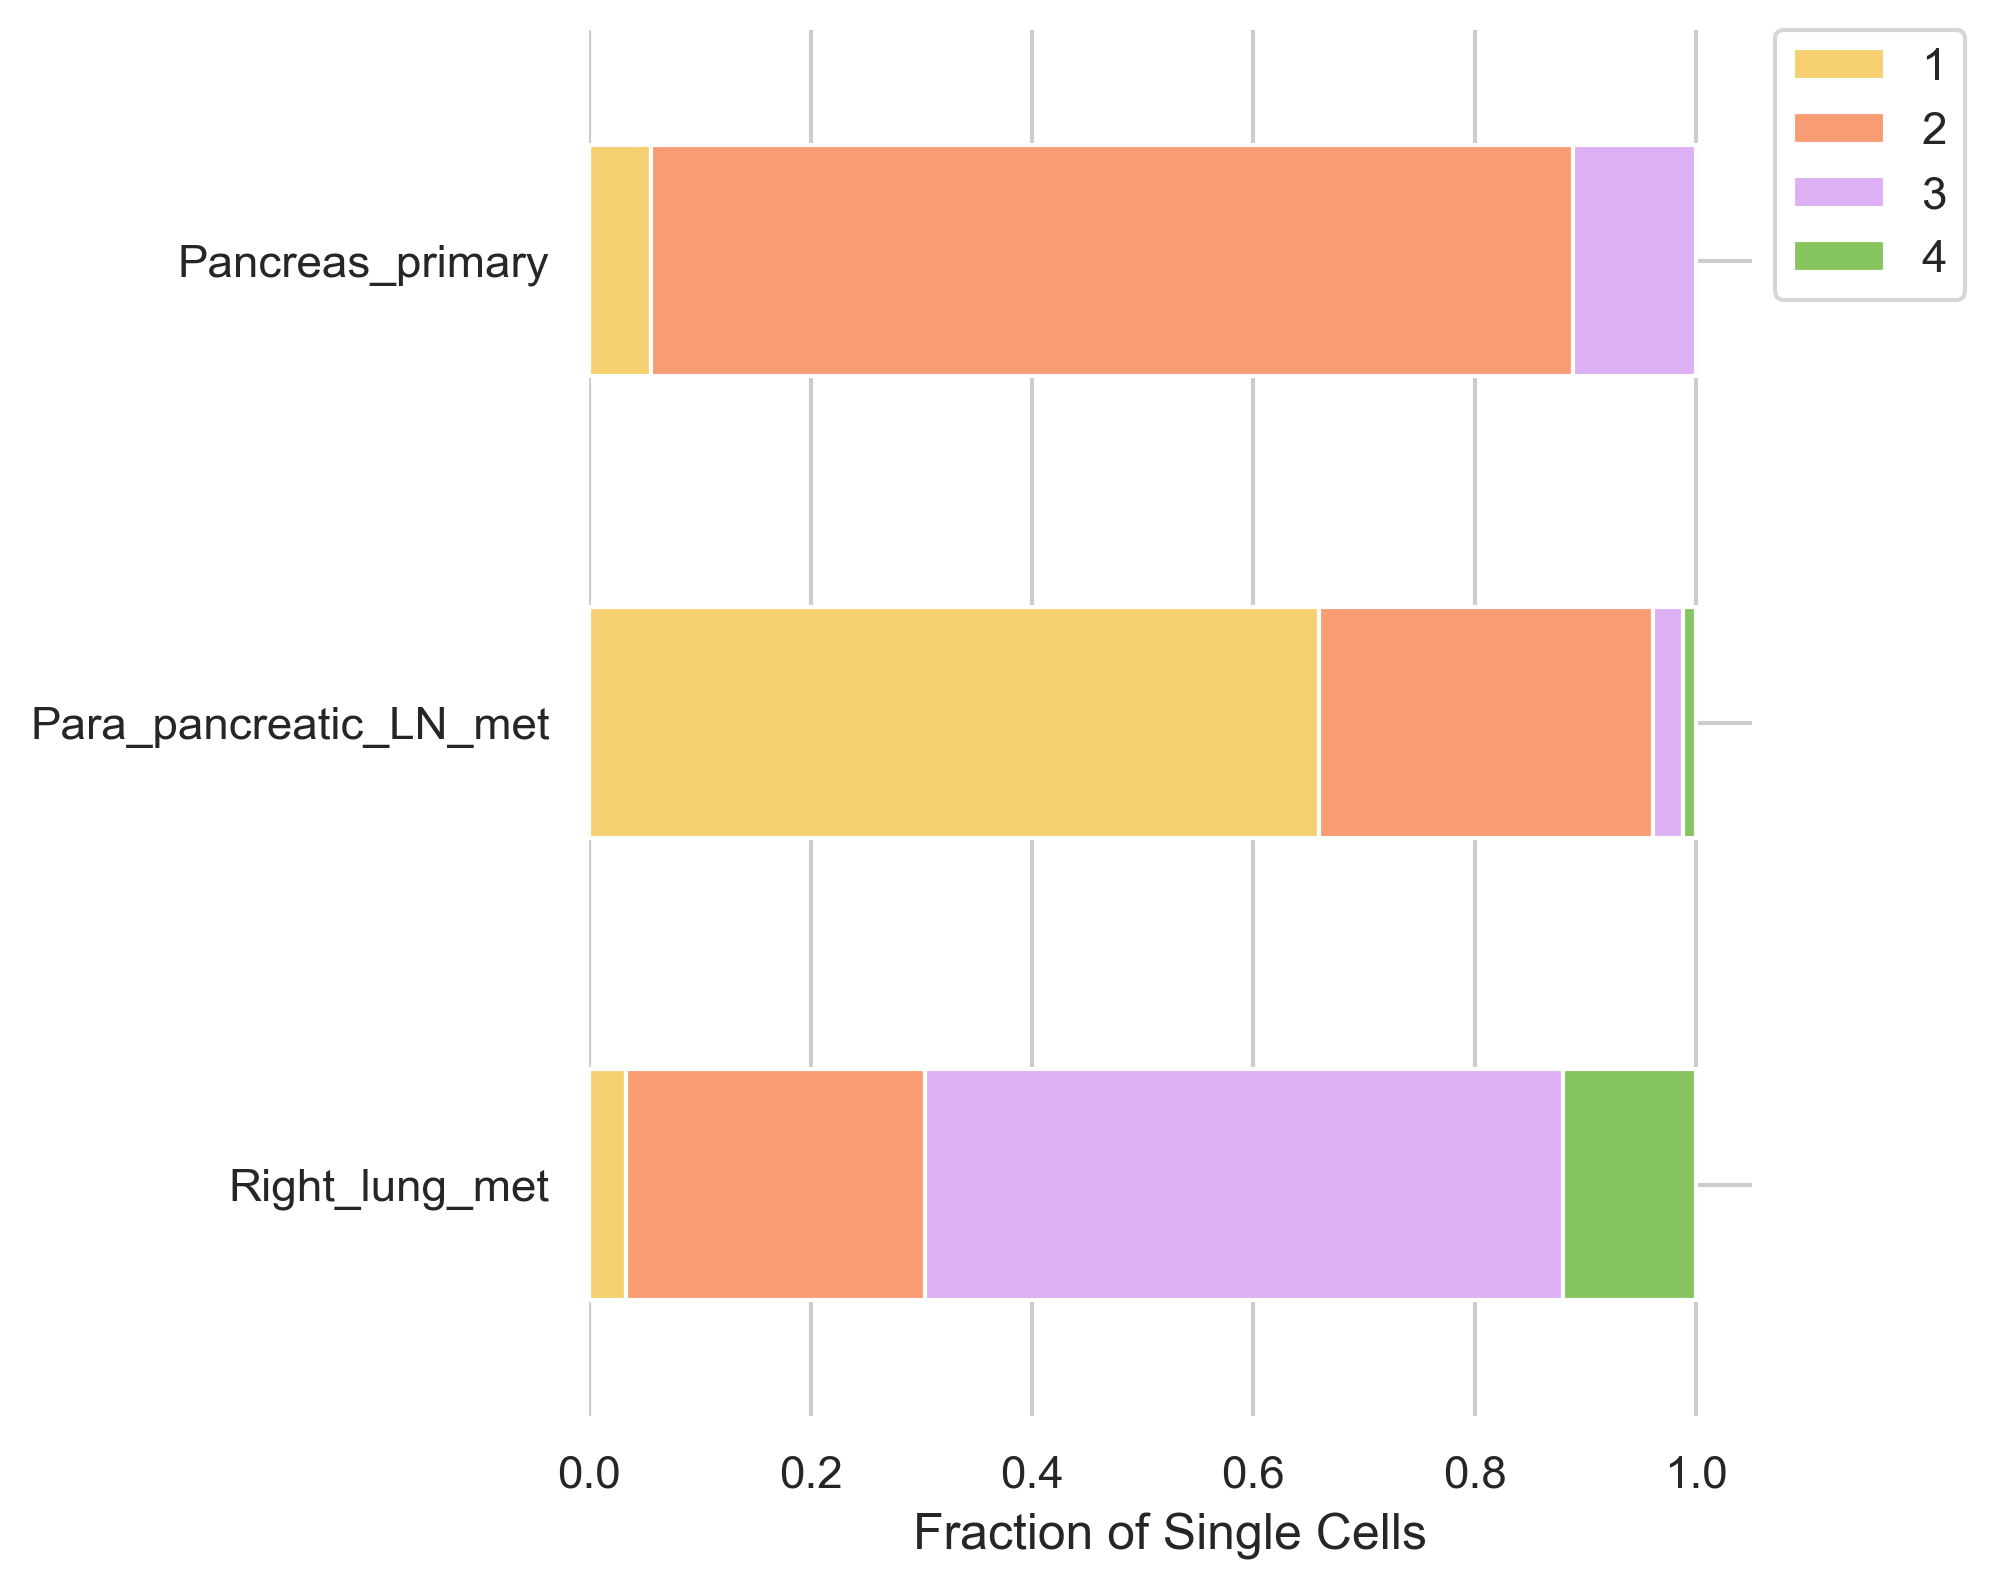 1
2
3
4
Pancreas_primary
Para_pancreatic_LN_met
Right_lung_met
0.0 0.2 0.4 0.6 0.8 1.0
Fraction of Single Cells